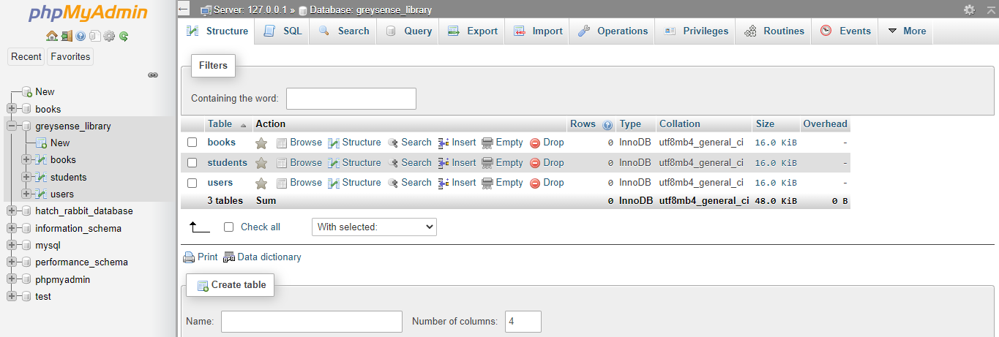 phpMyAdmin
Recent Favorites
New
books
greysense_library
New
books
students
users
hatch_rabbit_database
information_schema
mysql
performance_schema
phpmyadmin
test
Server: 127.0.0.1 » Database: greysense_library
Structure SQL Search Query Export Import Operations Privileges Routines Events More
Filters
Containing the word:
Table Action Rows Type Collation Size Overhead
books Browse Structure Search Insert Empty Drop 0 InnoDB utf8mb4_general_ci 16.0 KiB -
students Browse Structure Search Insert Empty Drop 0 InnoDB utf8mb4_general_ci 16.0 KiB -
users Browse Structure Search Insert Empty Drop 0 InnoDB utf8mb4_general_ci 16.0 KiB -
3 tables Sum 0 InnoDB utf8mb4_general_ci 48.0 KiB 0 B
Check all With selected:
Print Data dictionary
Create table
Name: Number of columns: 4